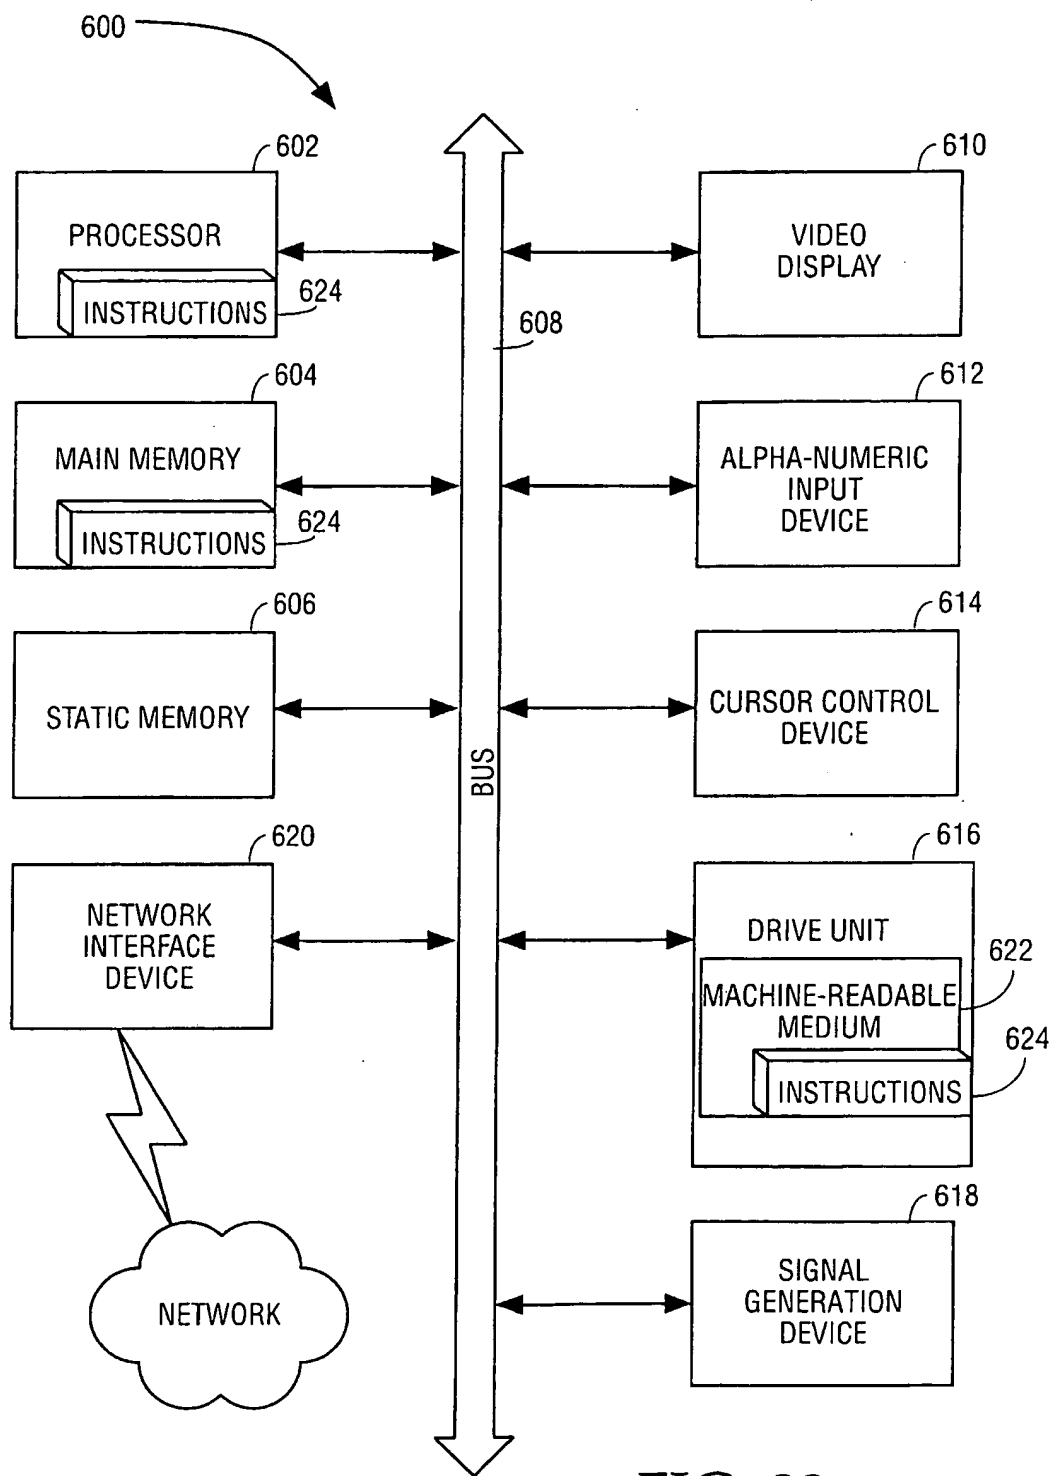 600
602
PROCESSOR
INSTRUCTIONS
624
604
MAIN MEMORY
INSTRUCTIONS
624
606
STATIC MEMORY
620
NETWORK
INTERFACE
DEVICE
NETWORK
608
BUS
610
VIDEO
DISPLAY
612
ALPHA-NUMERIC
INPUT
DEVICE
614
CURSOR CONTROL
DEVICE
616
DRIVE UNIT
622
MACHINE-READABLE
MEDIUM
624
INSTRUCTIONS
618
SIGNAL
GENERATION
DEVICE